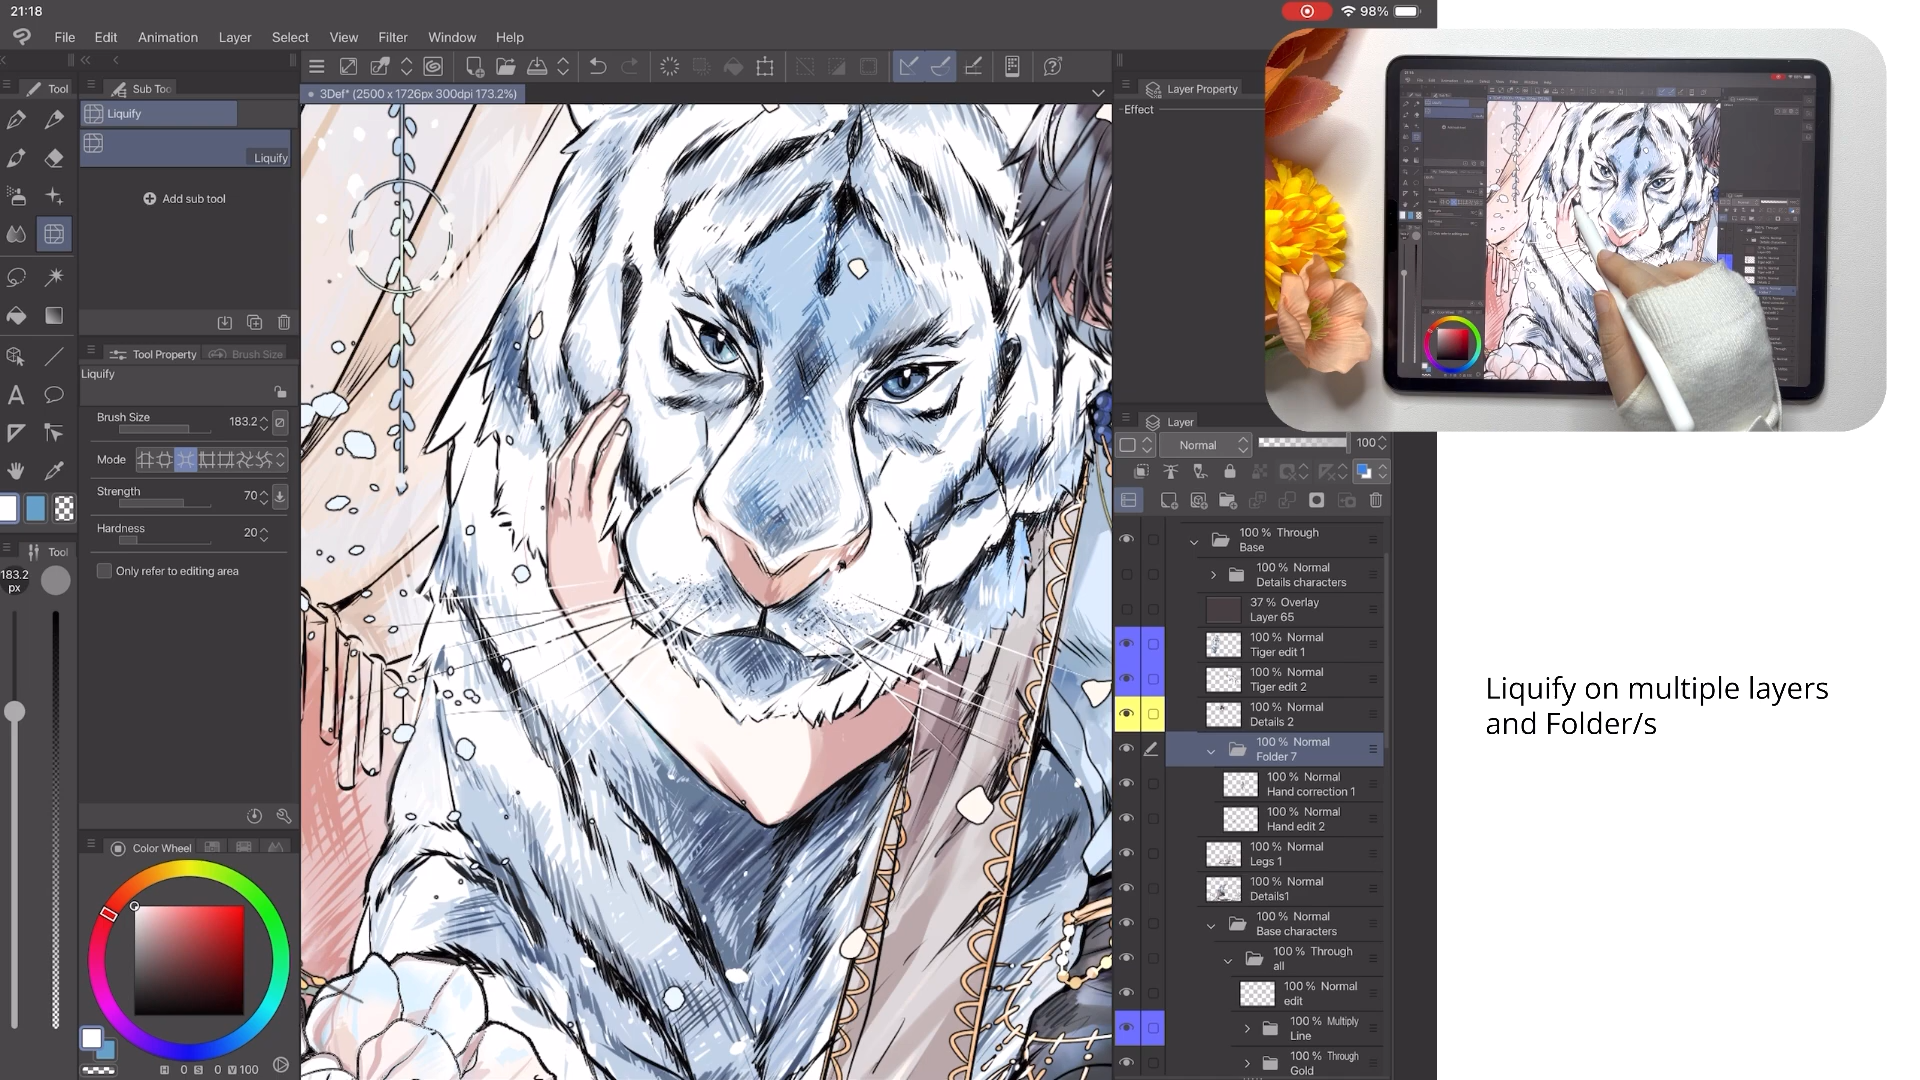 21:18
98%
File Edit Animation Layer Select View Filter Window Help
Tool
Sub Too
3Def* (2500 x 1726px 300dpi 173.2%)
Liquify
Liquify
Add sub tool
Tool Property Brush Size
Liquify
Brush Size 183.2
Mode
Strength 70
Hardness 20
Only refer to editing area
Tool
183.2
px
Color Wheel
H 0 S 0 V 100
Layer Property
Effect
Layer
Normal 100
100 % Through
Base
100 % Normal
Details characters
37 % Overlay
Layer 65
100 % Normal
Tiger edit 1
100 % Normal
Tiger edit 2
100 % Normal
Details 2
100 % Normal
Folder 7
100 % Normal
Hand correction 1
100 % Normal
Hand edit 2
100 % Normal
Legs 1
100 % Normal
Details1
100 % Normal
Base characters
100 % Through
all
100 % Normal
edit
100 % Multiply
Line
100 % Through
Gold
Liquify on multiple layers
and Folder/s